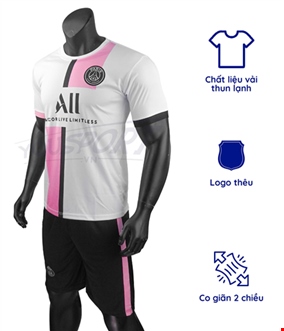 All
ACCOR LIVE LIMITLESS
Chất liệu vải
thun lạnh
Logo thêu
Co giãn 2 chiều